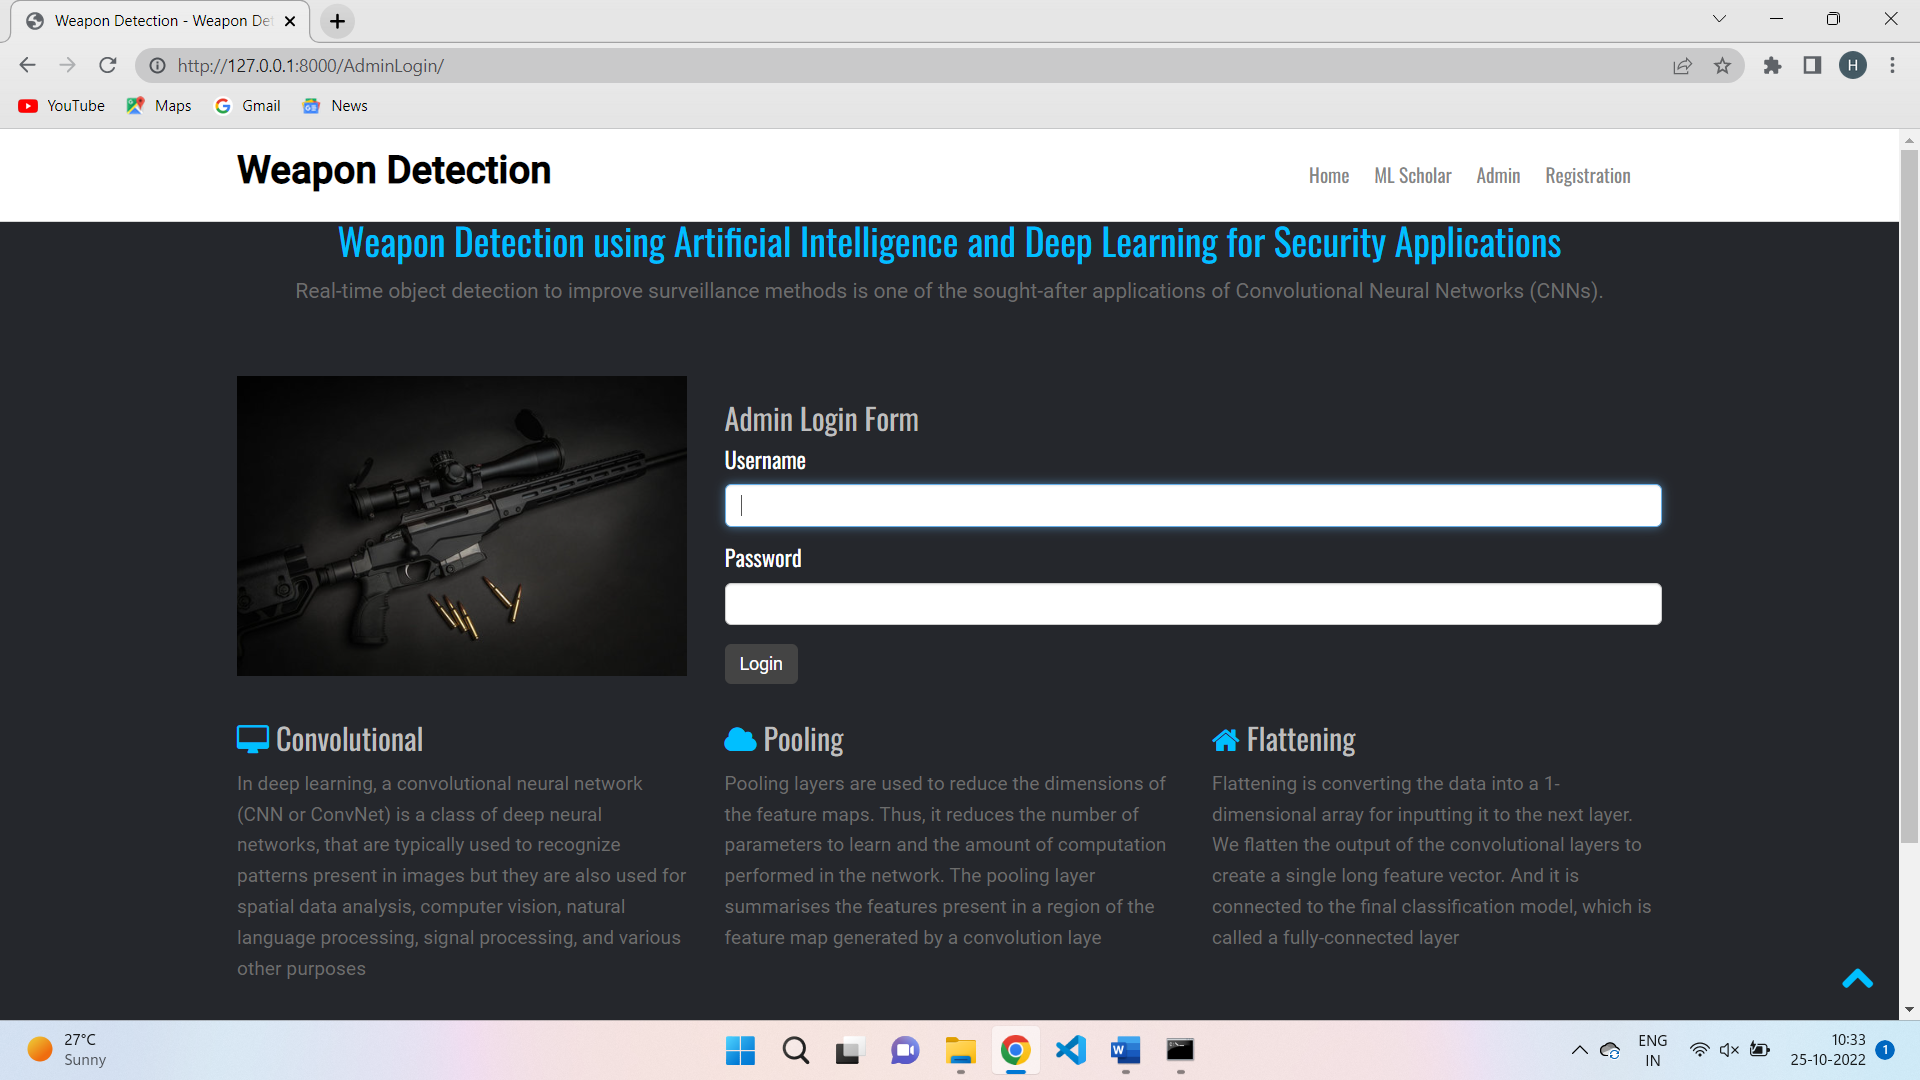 Weapon Detection - Weapon De
http://127.0.0.1:8000/AdminLogin/
H
YouTube
Maps
Gmail
News
Weapon Detection
Home
ML Scholar
Admin
Registration
Weapon Detection using Artificial Intelligence and Deep Learning for Security Applications
Real-time object detection to improve surveillance methods is one of the sought-after applications of Convolutional Neural Networks (CNNs).
Admin Login Form
Username
Password
Login
Convolutional
In deep learning, a convolutional neural network
(CNN or ConvNet) is a class of deep neural
networks, that are typically used to recognize
patterns present in images but they are also used for
spatial data analysis, computer vision, natural
language processing, signal processing, and various
other purposes
Pooling
Pooling layers are used to reduce the dimensions of
the feature maps. Thus, it reduces the number of
parameters to learn and the amount of computation
performed in the network. The pooling layer
summarises the features present in a region of the
feature map generated by a convolution laye
Flattening
Flattening is converting the data into a 1-
dimensional array for inputting it to the next layer.
We flatten the output of the convolutional layers to
create a single long feature vector. And it is
connected to the final classification model, which is
called a fully-connected layer
27°C
Sunny
ENG
IN
10:33
25-10-2022
1